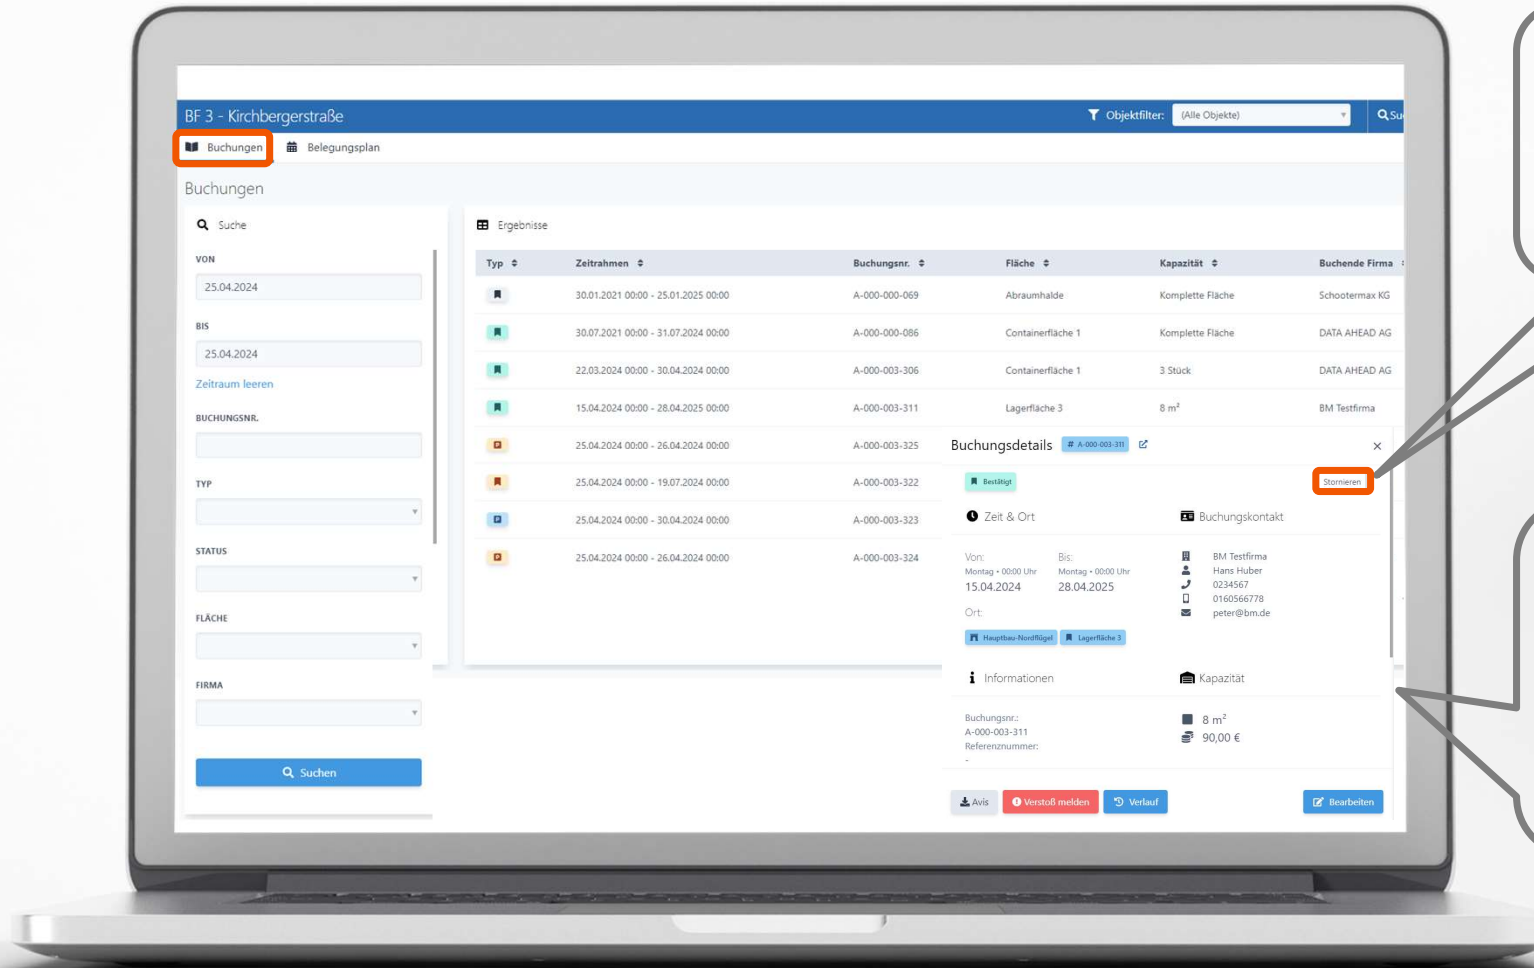 BF 3 - Kirchbergerstraße
Objektfilter: (Alle Objekte)
Buchungen Belegungsplan
Buchungen
Suche
VON
25.04.2024
BIS
25.04.2024
Zeitraum leeren
BUCHUNGSNR.
TYP
STATUS
FLÄCHE
FIRMA
Suchen
Ergebnisse
Typ Zeitrahmen Buchungsnr. Fläche Kapazität Buchende Firma
30.01.2021 00:00 - 25.01.2025 00:00 A-000-000-069 Abraumhalde Komplette Fläche Schootermax KG
30.07.2021 00:00 - 31.07.2024 00:00 A-000-000-086 Containerfläche 1 Komplette Fläche DATA AHEAD AG
22.03.2024 00:00 - 30.04.2024 00:00 A-000-003-306 Containerfläche 1 3 Stück DATA AHEAD AG
15.04.2024 00:00 - 28.04.2025 00:00 A-000-003-311 Lagerfläche 3 8 m² BM Testfirma
25.04.2024 00:00 - 26.04.2024 00:00 A-000-003-325
25.04.2024 00:00 - 19.07.2024 00:00 A-000-003-322
25.04.2024 00:00 - 30.04.2024 00:00 A-000-003-323
25.04.2024 00:00 - 26.04.2024 00:00 A-000-003-324
Buchungsdetails # A-000-003-311 ×
Bestätigt Stornieren
Zeit & Ort
Von: Bis:
Montag • 00:00 Uhr Montag • 00:00 Uhr
15.04.2024 28.04.2025
Ort:
Hauptbau-Nordflügel Lagerfläche 3
Buchungskontakt
BM Testfirma
Hans Huber
0234567
0160566778
peter@bm.de
Informationen
Buchungsnr.:
A-000-003-311
Referenznummer:
-
Kapazität
8 m²
90,00 €
Avis Verstoß melden Verlauf Bearbeiten